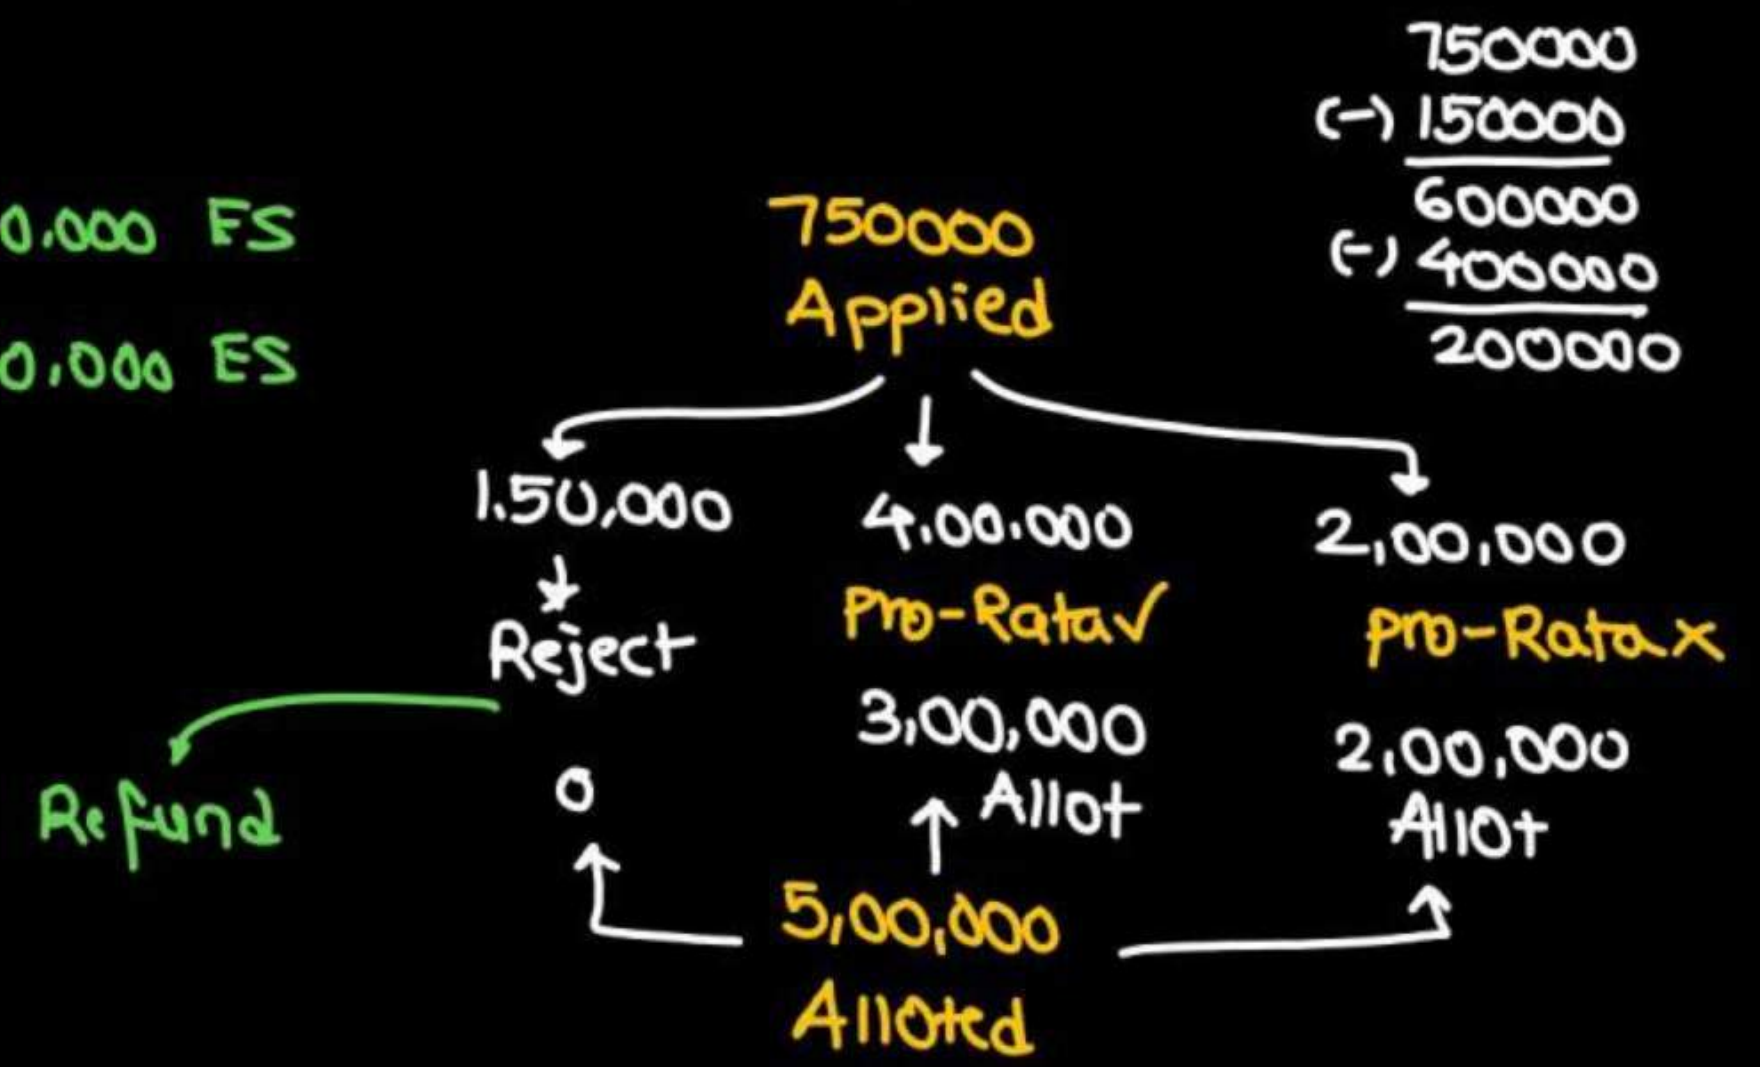 750000
(-) 150000
600000
(-) 400000
200000
0.000 ES
0,000 ES
750000
Applied
1.50,000
4.00.000
2,00,000
Reject
Pro-Rata✓
Pro-Rata x
3,00,000
Allot
2,00,000
Allot
Refund
0
5,00,000
Alloted